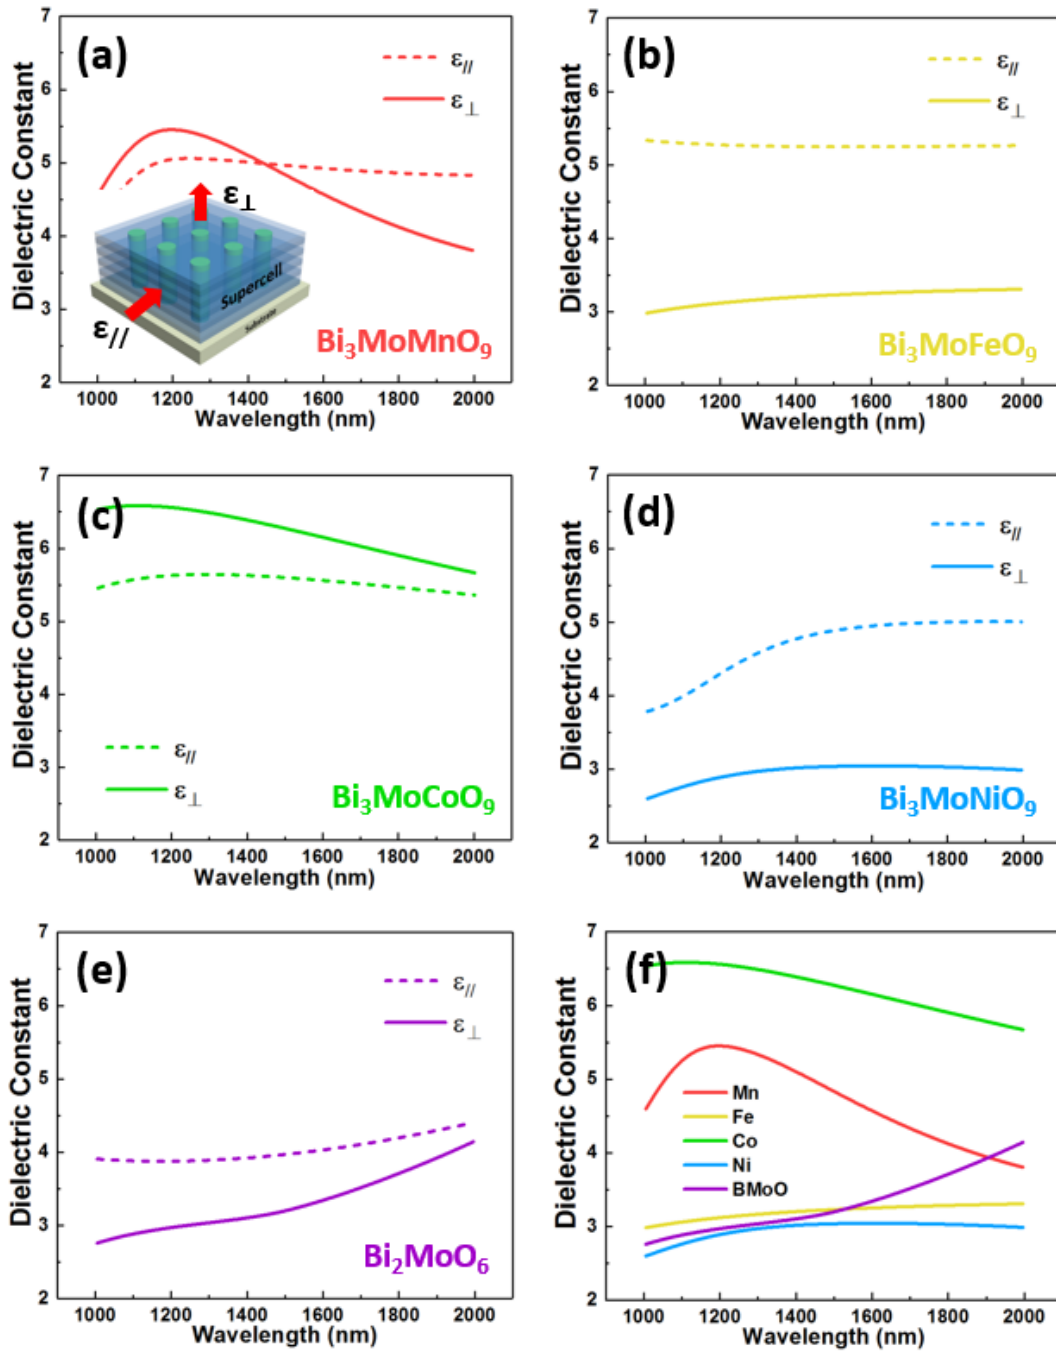 (a)
ε//
ε⊥
Dielectric Constant
7
6
5
4
3
2
ε⊥
ε//
Supercell
Substrate
Bi₃MoMnO₉
1000 1200 1400 1600 1800 2000
Wavelength (nm)
(b)
ε//
ε⊥
Dielectric Constant
7
6
5
4
3
2
Bi₃MoFeO₉
1000 1200 1400 1600 1800 2000
Wavelength (nm)
(c)
Dielectric Constant
7
6
5
4
3
2
ε//
ε⊥
Bi₃MoCoO₉
1000 1200 1400 1600 1800 2000
Wavelength (nm)
(d)
ε//
ε⊥
Dielectric Constant
7
6
5
4
3
2
Bi₃MoNiO₉
1000 1200 1400 1600 1800 2000
Wavelength (nm)
(e)
ε//
ε⊥
Dielectric Constant
7
6
5
4
3
2
Bi₂MoO₆
1000 1200 1400 1600 1800 2000
Wavelength (nm)
(f)
Dielectric Constant
7
6
5
4
3
2
Mn
Fe
Co
Ni
BMoO
1000 1200 1400 1600 1800 2000
Wavelength (nm)